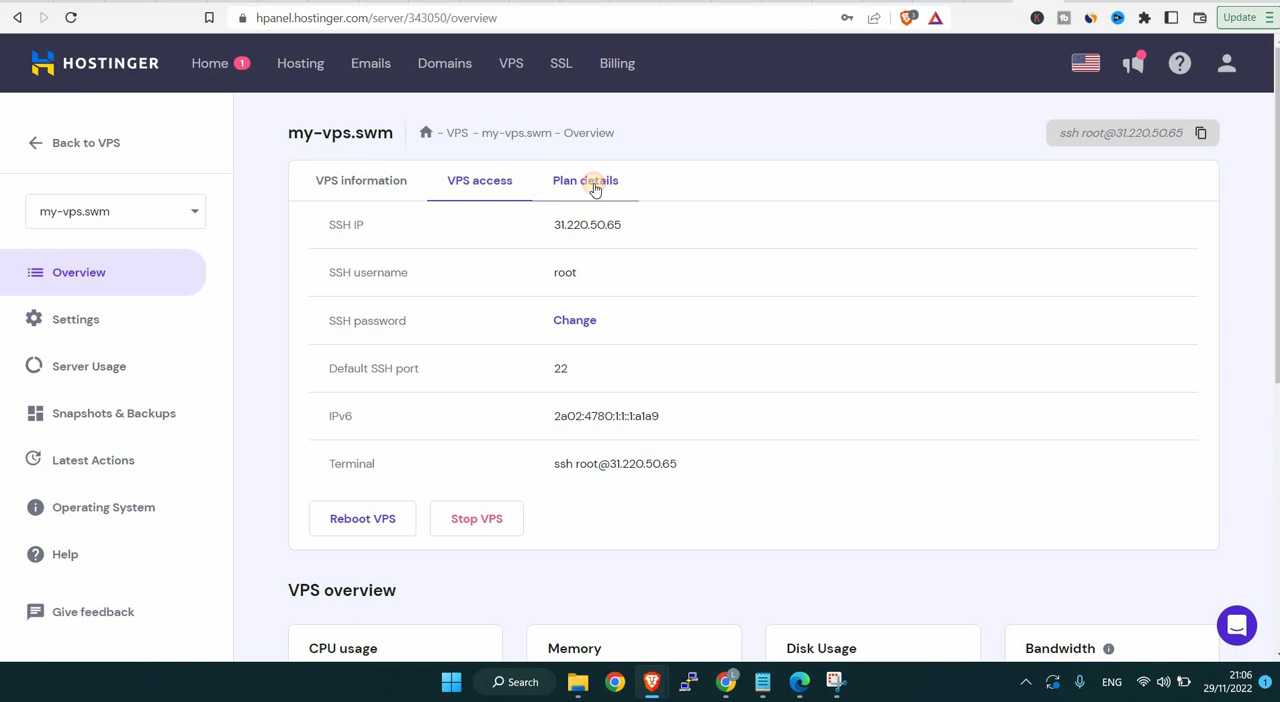 hpanel.hostinger.com/server/343050/overview
3
Update
HOSTINGER
Home 1 Hosting Emails Domains VPS SSL Billing
Back to VPS
my-vps.swm - VPS - my-vps.swm - Overview
ssh root@31.220.50.65
my-vps.swm
Overview
Settings
Server Usage
Snapshots & Backups
Latest Actions
Operating System
Help
Give feedback
VPS information VPS access Plan details
SSH IP 31.220.50.65
SSH username root
SSH password Change
Default SSH port 22
IPv6 2a02:4780:1:1::1:a1a9
Terminal ssh root@31.220.50.65
Reboot VPS Stop VPS
VPS overview
CPU usage Memory Disk Usage Bandwidth
Search
ENG
21:06
29/11/2022
1